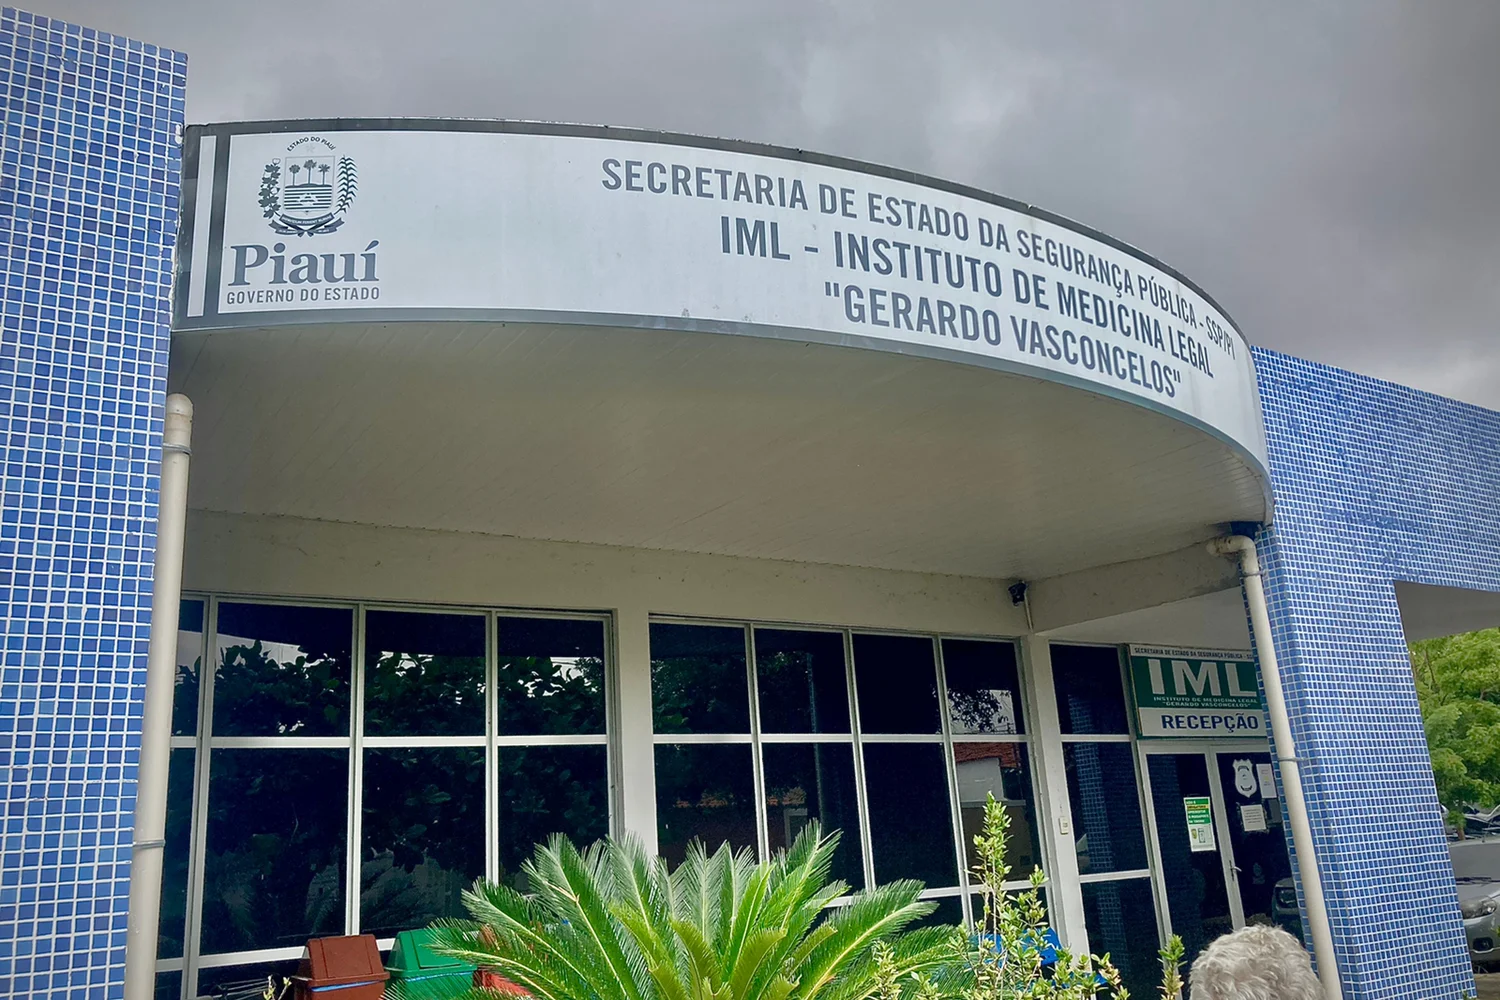 ESTADO DO PIAUÍ
Piauí
GOVERNO DO ESTADO
SECRETARIA DE ESTADO DA SEGURANÇA PÚBLICA - SSP/PI
IML - INSTITUTO DE MEDICINA LEGAL
"GERARDO VASCONCELOS"
SECRETARIA DE ESTADO DA SEGURANÇA PÚBLICA
IML
INSTITUTO DE MEDICINA LEGAL
"GERARDO VASCONCELOS"
RECEPÇÃO